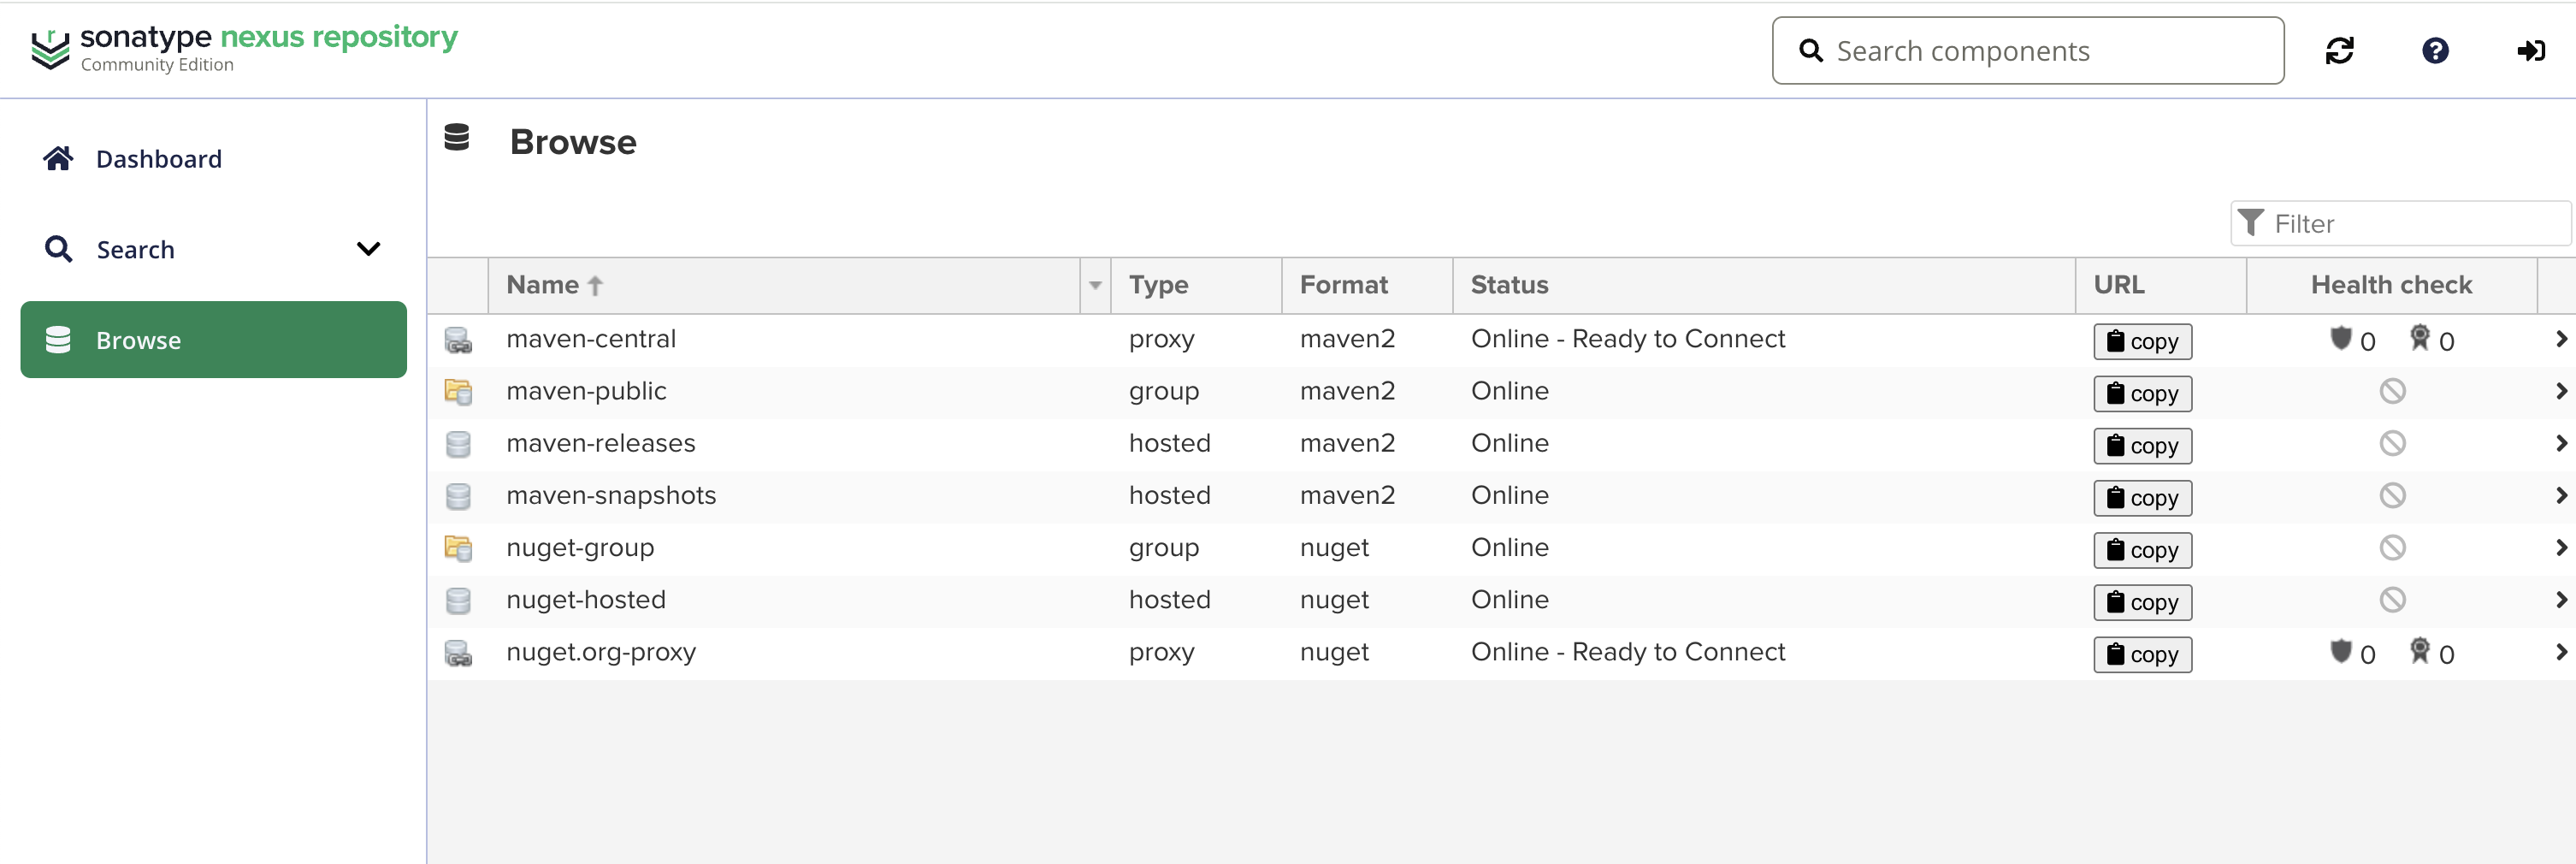 sonatype nexus repository
Community Edition
Search components
Dashboard
Search
Browse
Browse
Filter
Name Type Format Status URL Health check
maven-central proxy maven2 Online - Ready to Connect copy 0 0
maven-public group maven2 Online copy
maven-releases hosted maven2 Online copy
maven-snapshots hosted maven2 Online copy
nuget-group group nuget Online copy
nuget-hosted hosted nuget Online copy
nuget.org-proxy proxy nuget Online - Ready to Connect copy 0 0